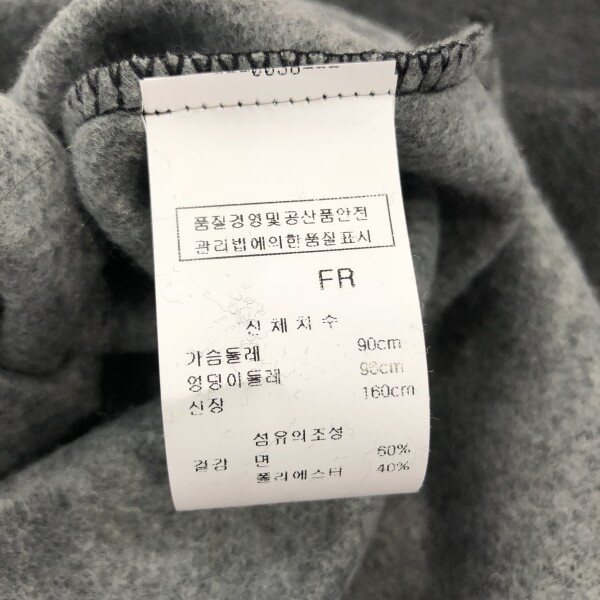 품질경영및공산품안전
관리법에의한품질표시
FR
신체치수
가슴둘레 90cm
엉덩이둘레 98cm
신장 160cm
섬유의조성
겉감 면 60%
폴리에스터 40%